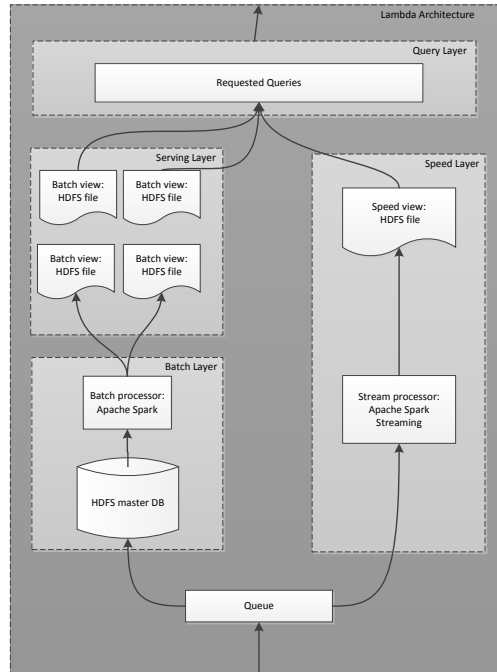 Lambda Architecture
Query Layer
Requested Queries
Serving Layer
Batch view:
HDFS file
Batch view:
HDFS file
Batch view:
HDFS file
Batch view:
HDFS file
Speed Layer
Speed view:
HDFS file
Batch Layer
Batch processor:
Apache Spark
Stream processor:
Apache Spark
Streaming
HDFS master DB
Queue